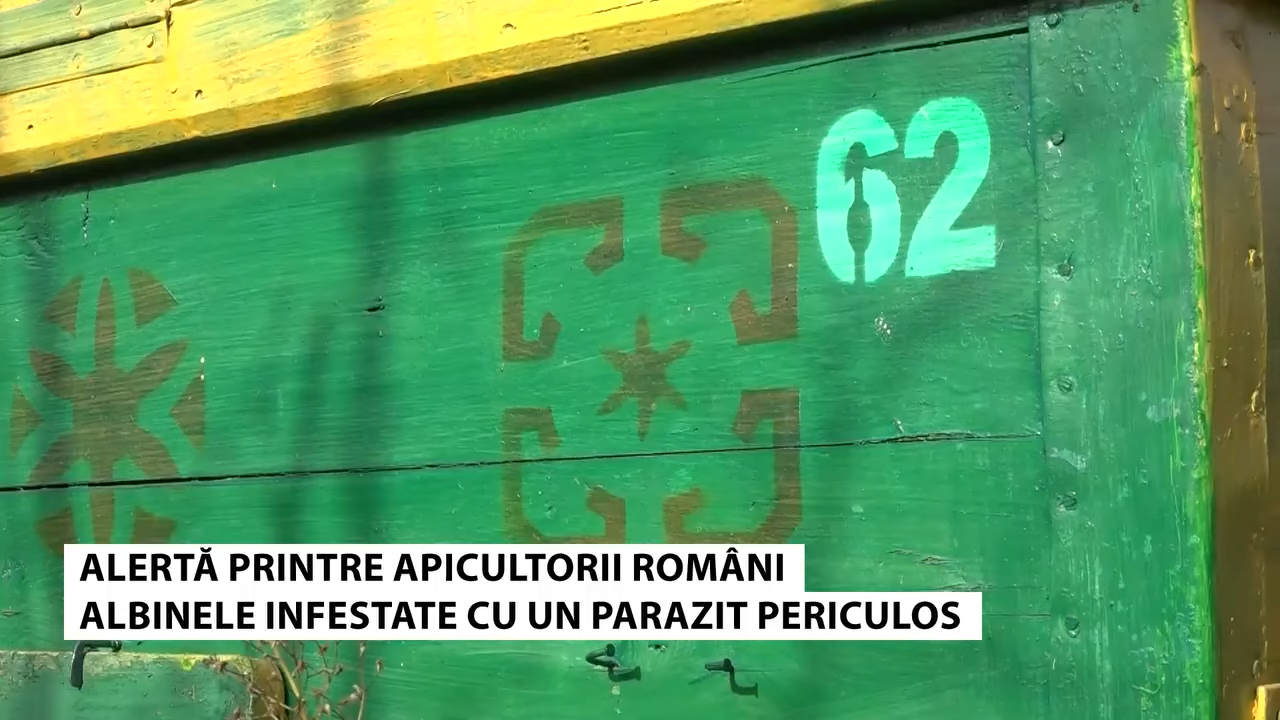 62
ALERTĂ PRINTRE APICULTORII ROMÂNI
ALBINELE INFESTATE CU UN PARAZIT PERICULOS